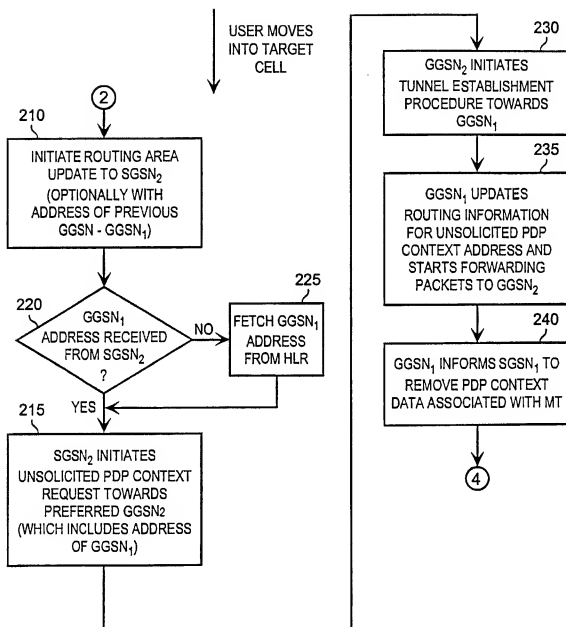 USER MOVES
INTO TARGET
CELL
2
210
INITIATE ROUTING AREA
UPDATE TO SGSN₂
(OPTIONALLY WITH
ADDRESS OF PREVIOUS
GGSN - GGSN₁)
220
GGSN₁
ADDRESS RECEIVED
FROM SGSN₂
?
NO
225
FETCH GGSN₁
ADDRESS
FROM HLR
YES
215
SGSN₂ INITIATES
UNSOLICITED PDP CONTEXT
REQUEST TOWARDS
PREFERRED GGSN2
(WHICH INCLUDES ADDRESS
OF GGSN₁)
230
GGSN₂ INITIATES
TUNNEL ESTABLISHMENT
PROCEDURE TOWARDS
GGSN₁
235
GGSN₁ UPDATES
ROUTING INFORMATION
FOR UNSOLICITED PDP
CONTEXT ADDRESS AND
STARTS FORWARDING
PACKETS TO GGSN₂
240
GGSN₁ INFORMS SGSN₁ TO
REMOVE PDP CONTEXT
DATA ASSOCIATED WITH MT
4